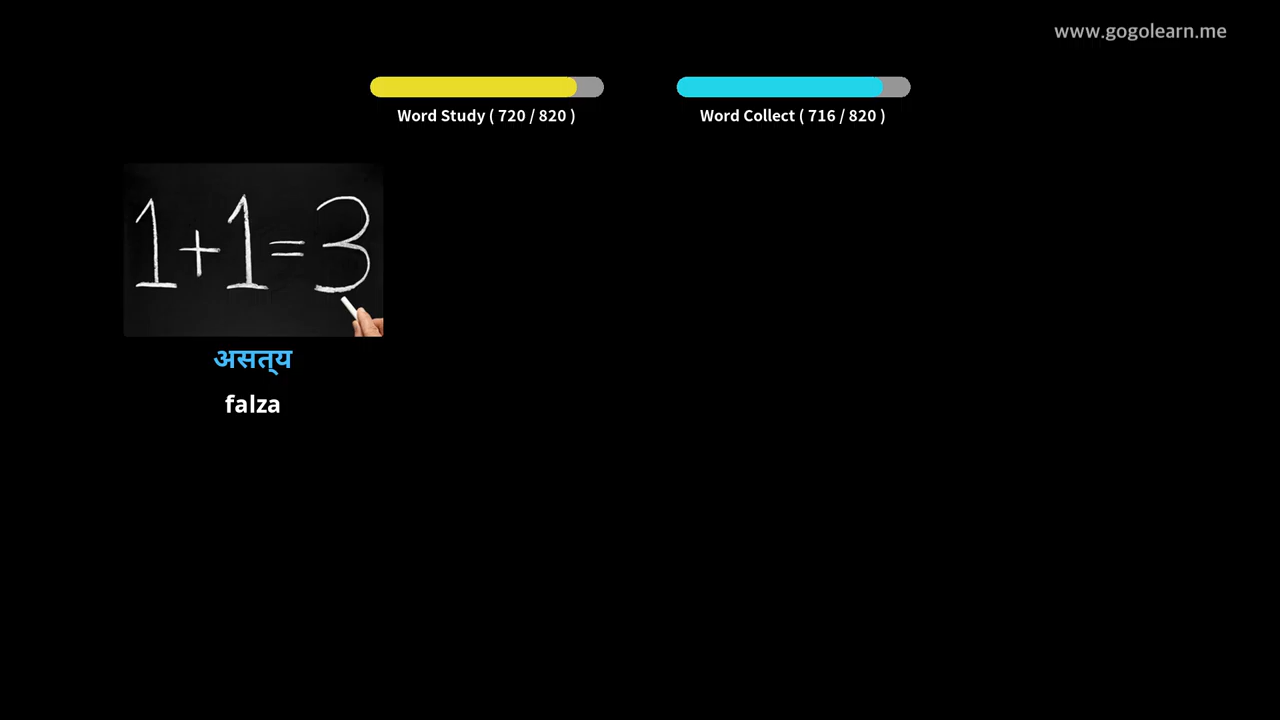 www.gogolearn.me
Word Study ( 720 / 820 )
Word Collect ( 716 / 820 )
1+1=3
असत्य
falza